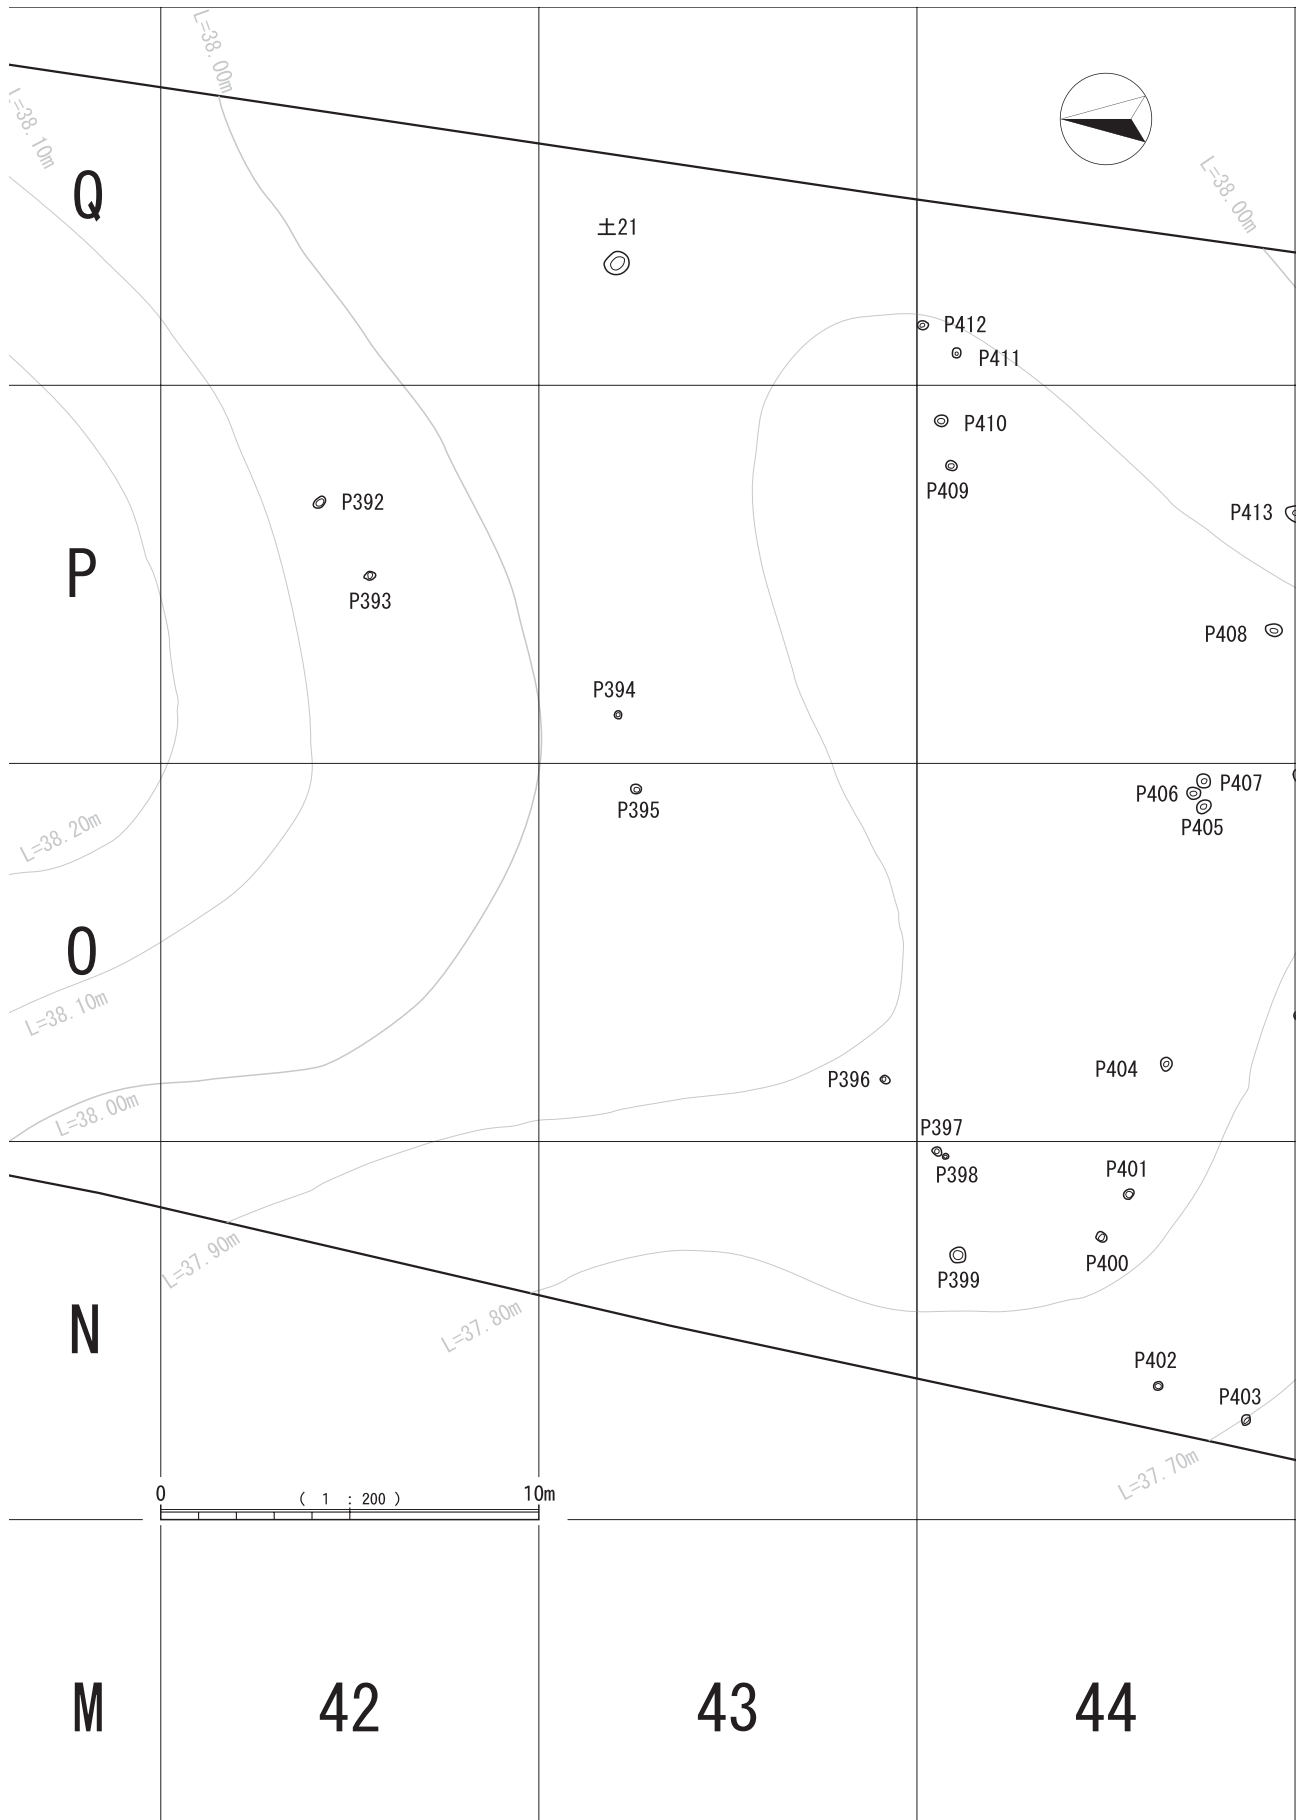 L=38.00m
L=38.10m
L=38.00m
Q
土21
P412
P411
P410
P409
P392
P413
P
P393
P408
P394
P407
P406
P395
P405
L=38.20m
O
L=38.10m
P404
P396
L=38.00m
P397
P401
P398
L=37.90m
P400
P399
N
L=37.80m
P402
P403
L=37.70m
0
( 1 : 200 )
10m
M
42
43
44